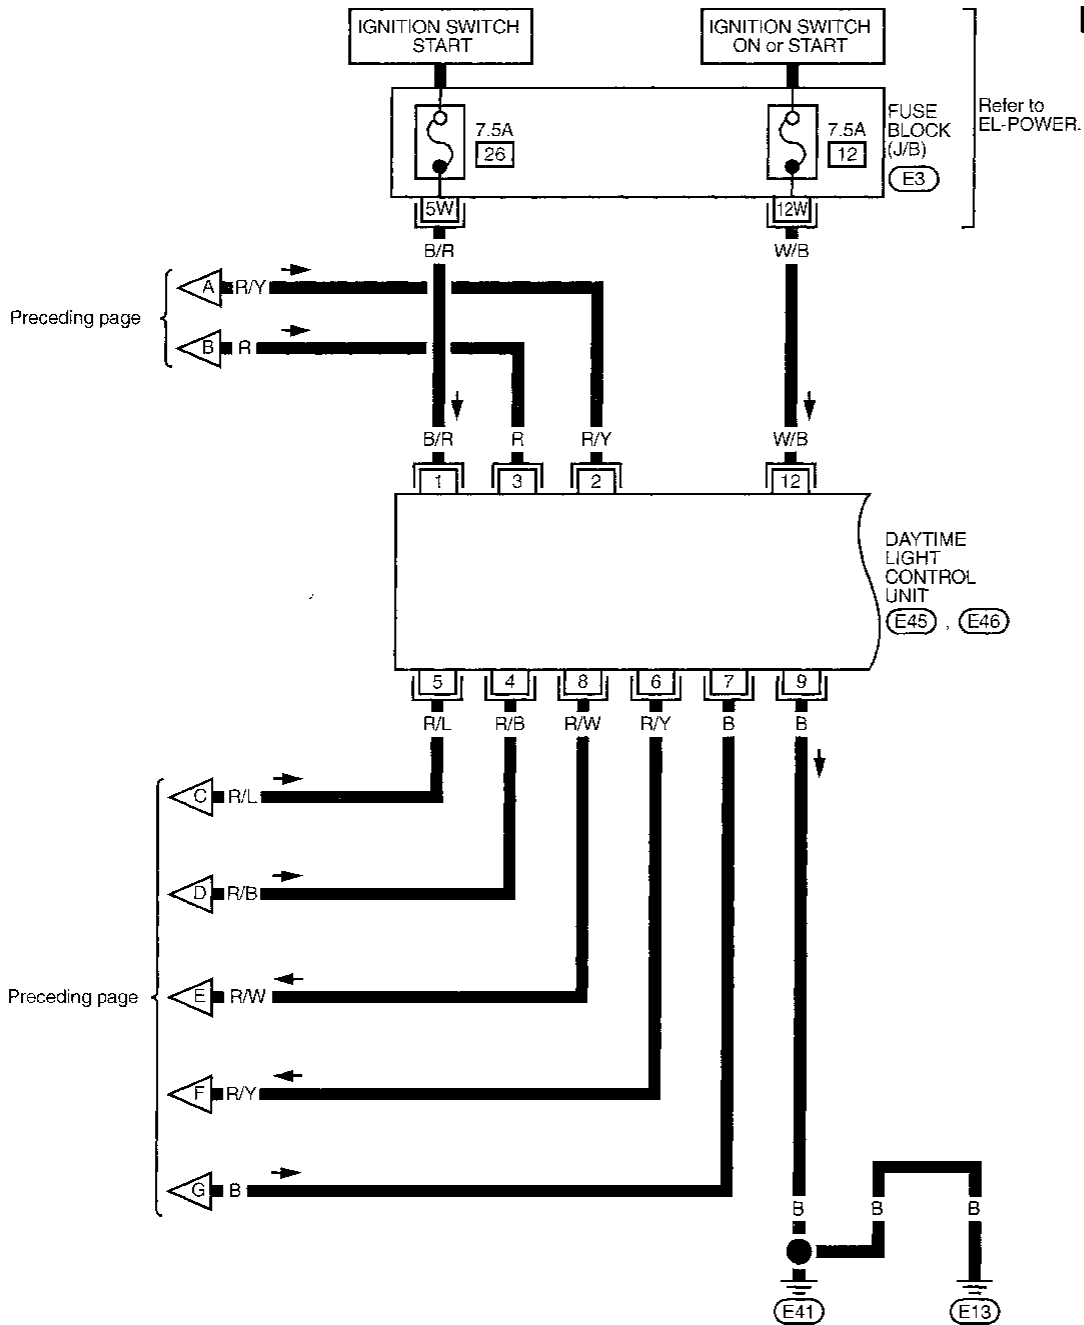 IGNITION SWITCH
START
IGNITION SWITCH
ON or START
7.5A
26
7.5A
12
FUSE
BLOCK
(J/B)
E3
Refer to
EL-POWER.
5W
12W
B/R
W/B
A R/Y
Preceding page
B R
B/R R R/Y W/B
1 3 2 12
DAYTIME
LIGHT
CONTROL
UNIT
E45 , E46
5 4 8 6 7 9
R/L R/B R/W R/Y B B
C R/L
D R/B
Preceding page
E R/W
F R/Y
G B
B B B
E41 E13